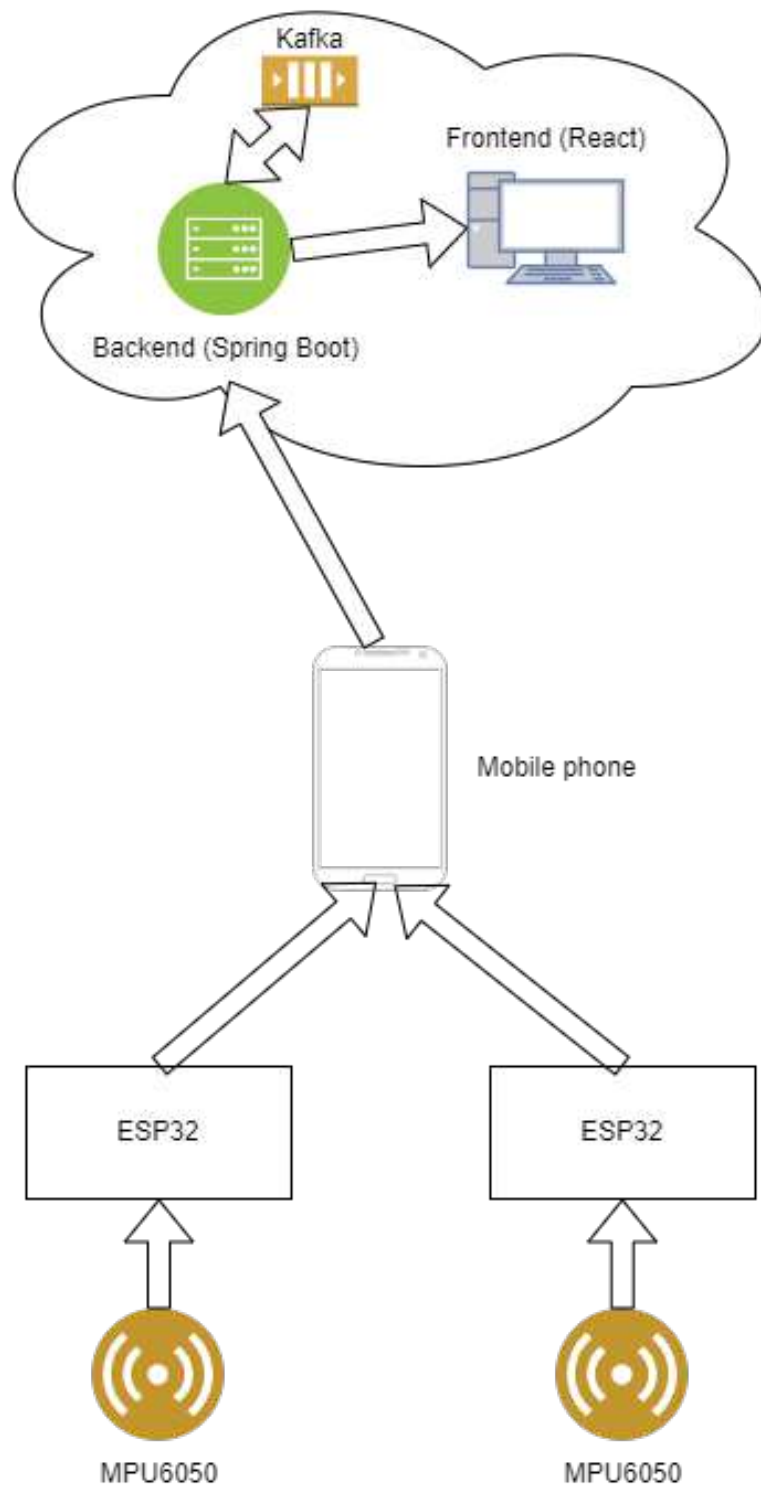 Kafka
Frontend (React)
Backend (Spring Boot)
Mobile phone
ESP32
ESP32
MPU6050
MPU6050